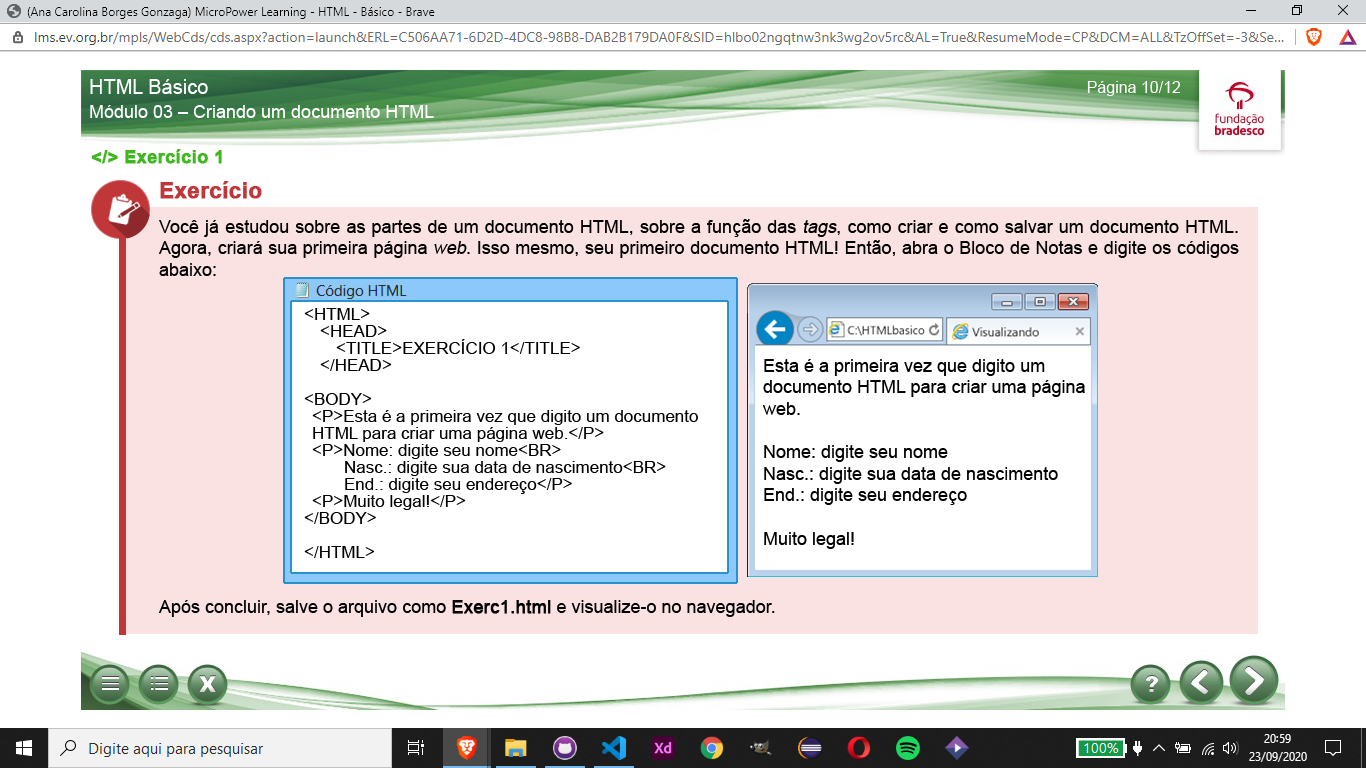 (Ana Carolina Borges Gonzaga) MicroPower Learning - HTML - Básico - Brave
lms.ev.org.br/mpls/WebCds/cds.aspx?action=launch&ERL=C506AA71-6D2D-4DC8-98B8-DAB2B179DA0F&SID=hlbo02ngqtnw3nk3wg2ov5rc&AL=True&ResumeMode=CP&DCM=ALL&TzOffSet=-3&Se...
HTML Básico
Página 10/12
Módulo 03 – Criando um documento HTML
fundação
bradesco
</> Exercício 1
Exercício
Você já estudou sobre as partes de um documento HTML, sobre a função das tags, como criar e como salvar um documento HTML.
Agora, criará sua primeira página web. Isso mesmo, seu primeiro documento HTML! Então, abra o Bloco de Notas e digite os códigos
abaixo:
Código HTML
<HTML>
<HEAD>
<TITLE>EXERCÍCIO 1</TITLE>
</HEAD>
<BODY>
<P>Esta é a primeira vez que digito um documento
HTML para criar uma página web.</P>
<P>Nome: digite seu nome<BR>
Nasc.: digite sua data de nascimento<BR>
End.: digite seu endereço</P>
<P>Muito legal!</P>
</BODY>
</HTML>
C:\HTMLbasico
Visualizando
Esta é a primeira vez que digito um
documento HTML para criar uma página
web.
Nome: digite seu nome
Nasc.: digite sua data de nascimento
End.: digite seu endereço
Muito legal!
Após concluir, salve o arquivo como Exerc1.html e visualize-o no navegador.
X
?
Digite aqui para pesquisar
Xd
100%
20:59
23/09/2020